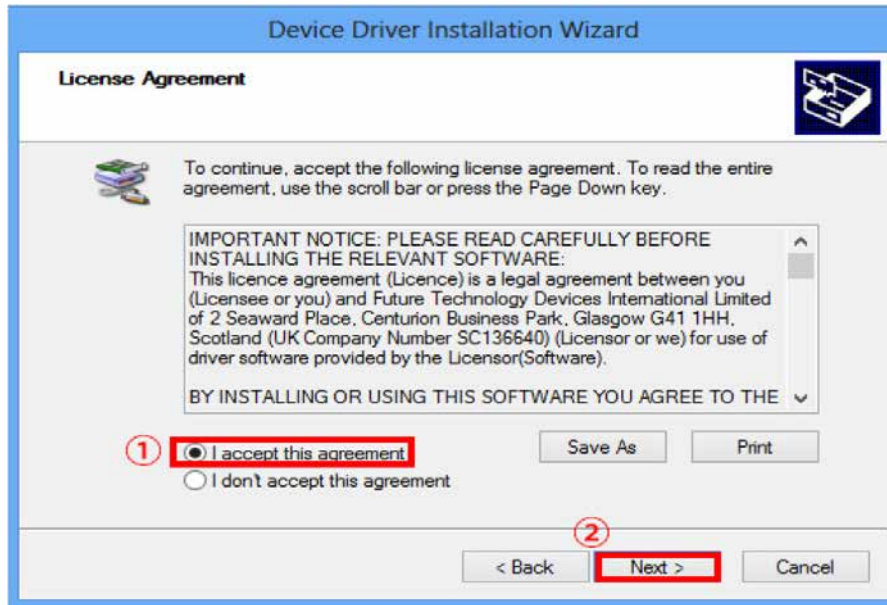 Device Driver Installation Wizard
License Agreement
To continue, accept the following license agreement. To read the entire
agreement, use the scroll bar or press the Page Down key.
IMPORTANT NOTICE: PLEASE READ CAREFULLY BEFORE
INSTALLING THE RELEVANT SOFTWARE:
This licence agreement (Licence) is a legal agreement between you
(Licensee or you) and Future Technology Devices International Limited
of 2 Seaward Place, Centurion Business Park, Glasgow G41 1HH,
Scotland (UK Company Number SC136640) (Licensor or we) for use of
driver software provided by the Licensor(Software).
BY INSTALLING OR USING THIS SOFTWARE YOU AGREE TO THE
① I accept this agreement Save As Print
I don't accept this agreement
②
< Back Next > Cancel